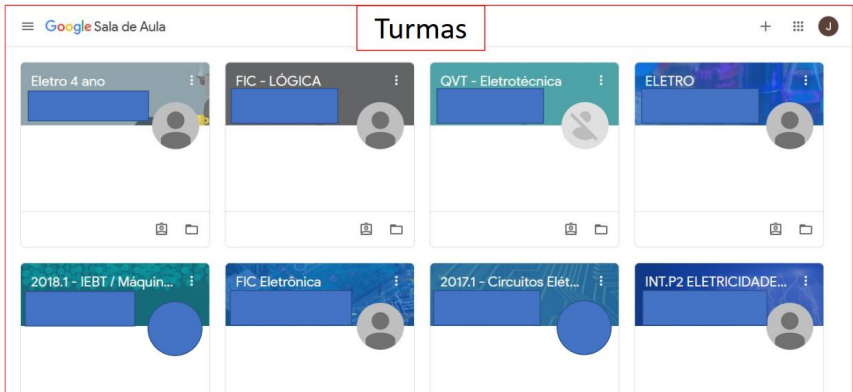 Google Sala de Aula
Turmas
J
Eletro 4 ano
FIC - LÓGICA
QVT - Eletrotécnica
ELETRO
2018.1 - IEBT / Máquin...
FIC Eletrônica
2017.1 - Circuitos Elét...
INT.P2 ELETRICIDADE...